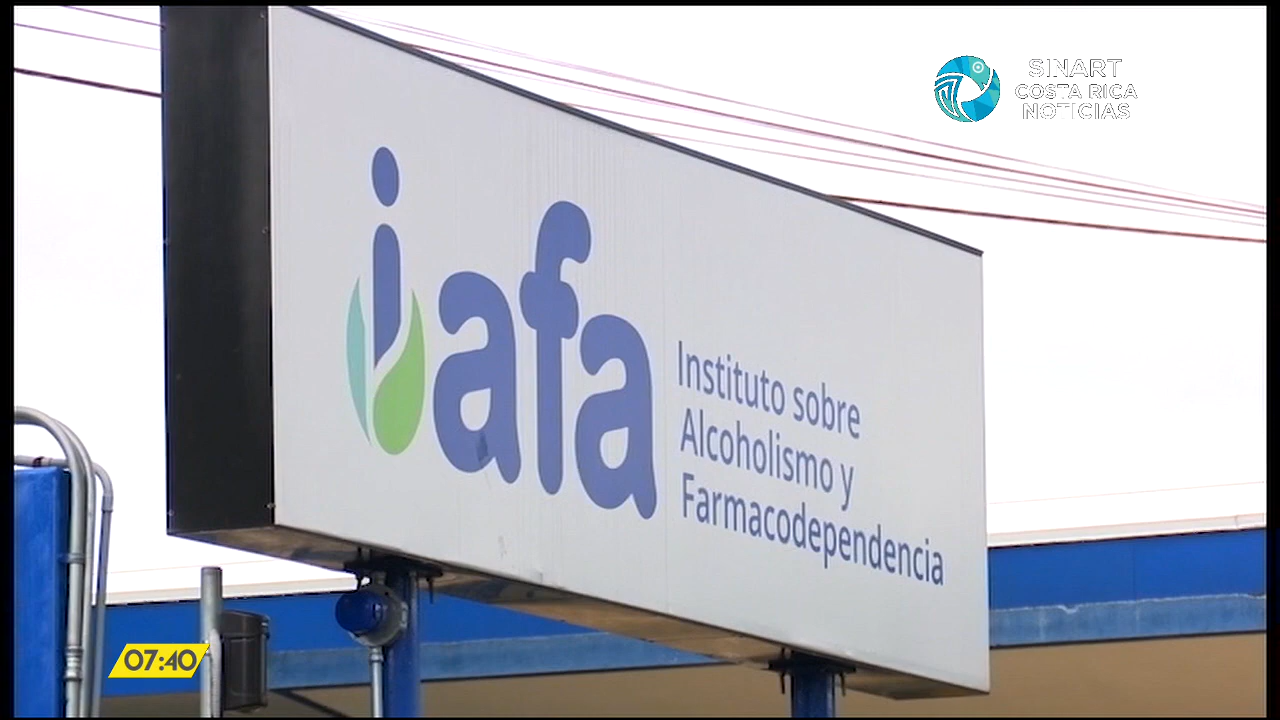 SINART
COSTA RICA
NOTICIAS
iafa
Instituto sobre
Alcoholismo y
Farmacodependencia
07:40